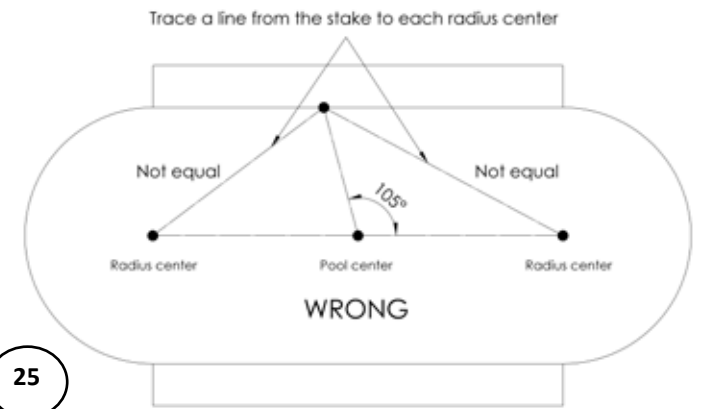 Trace a line from the stake to each radius center
Not equal
Not equal
105º
Radius center
Pool center
Radius center
WRONG
25